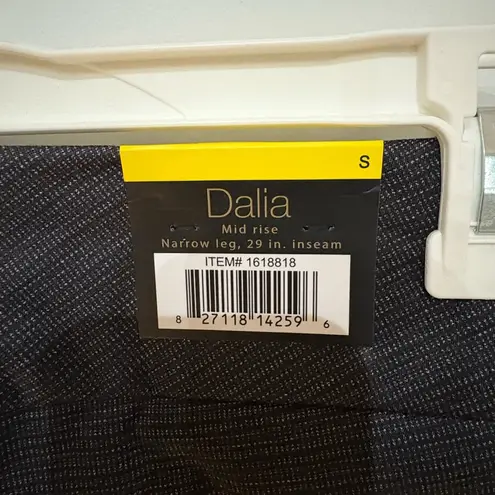 S
Dalia
Mid rise
Narrow leg, 29 in. inseam
ITEM# 1618818
8 27118 14259 6